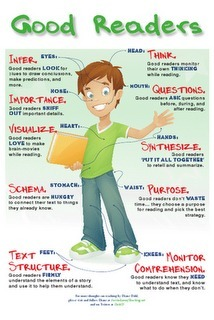 Good Readers
EYES:
INFER.
Good readers LOOK for
clues to draw conclusions,
make predictions, and
more.
HEAD:
THINK.
Good readers monitor
their own THINKING
while reading.
NOSE:
IMPORTANCE.
Good readers SNIFF
OUT important details.
MOUTH:
QUESTIONS.
Good readers ASK questions
before, during, and
after reading.
HEART:
VISUALIZE.
Good readers
LOVE to make
brain-movies
while reading.
HANDS:
SYNTHESIZE.
Good readers
"PUT IT ALL TOGETHER"
to retell and summarize.
STOMACH:
SCHEMA.
Good readers are HUNGRY
to connect their text to things
they already know.
WAIST:
PURPOSE.
Good readers don't WASTE
time... they choose a purpose
for reading and pick the right
strategy.
FEET:
TEXT
STRUCTURE.
Good readers FIRMLY
understand the elements of a story
and use it to help them understand.
KNEES:
MONITOR
COMPREHENSION.
Good readers know they KNEED
to understand text, and know
what to do when they don't.